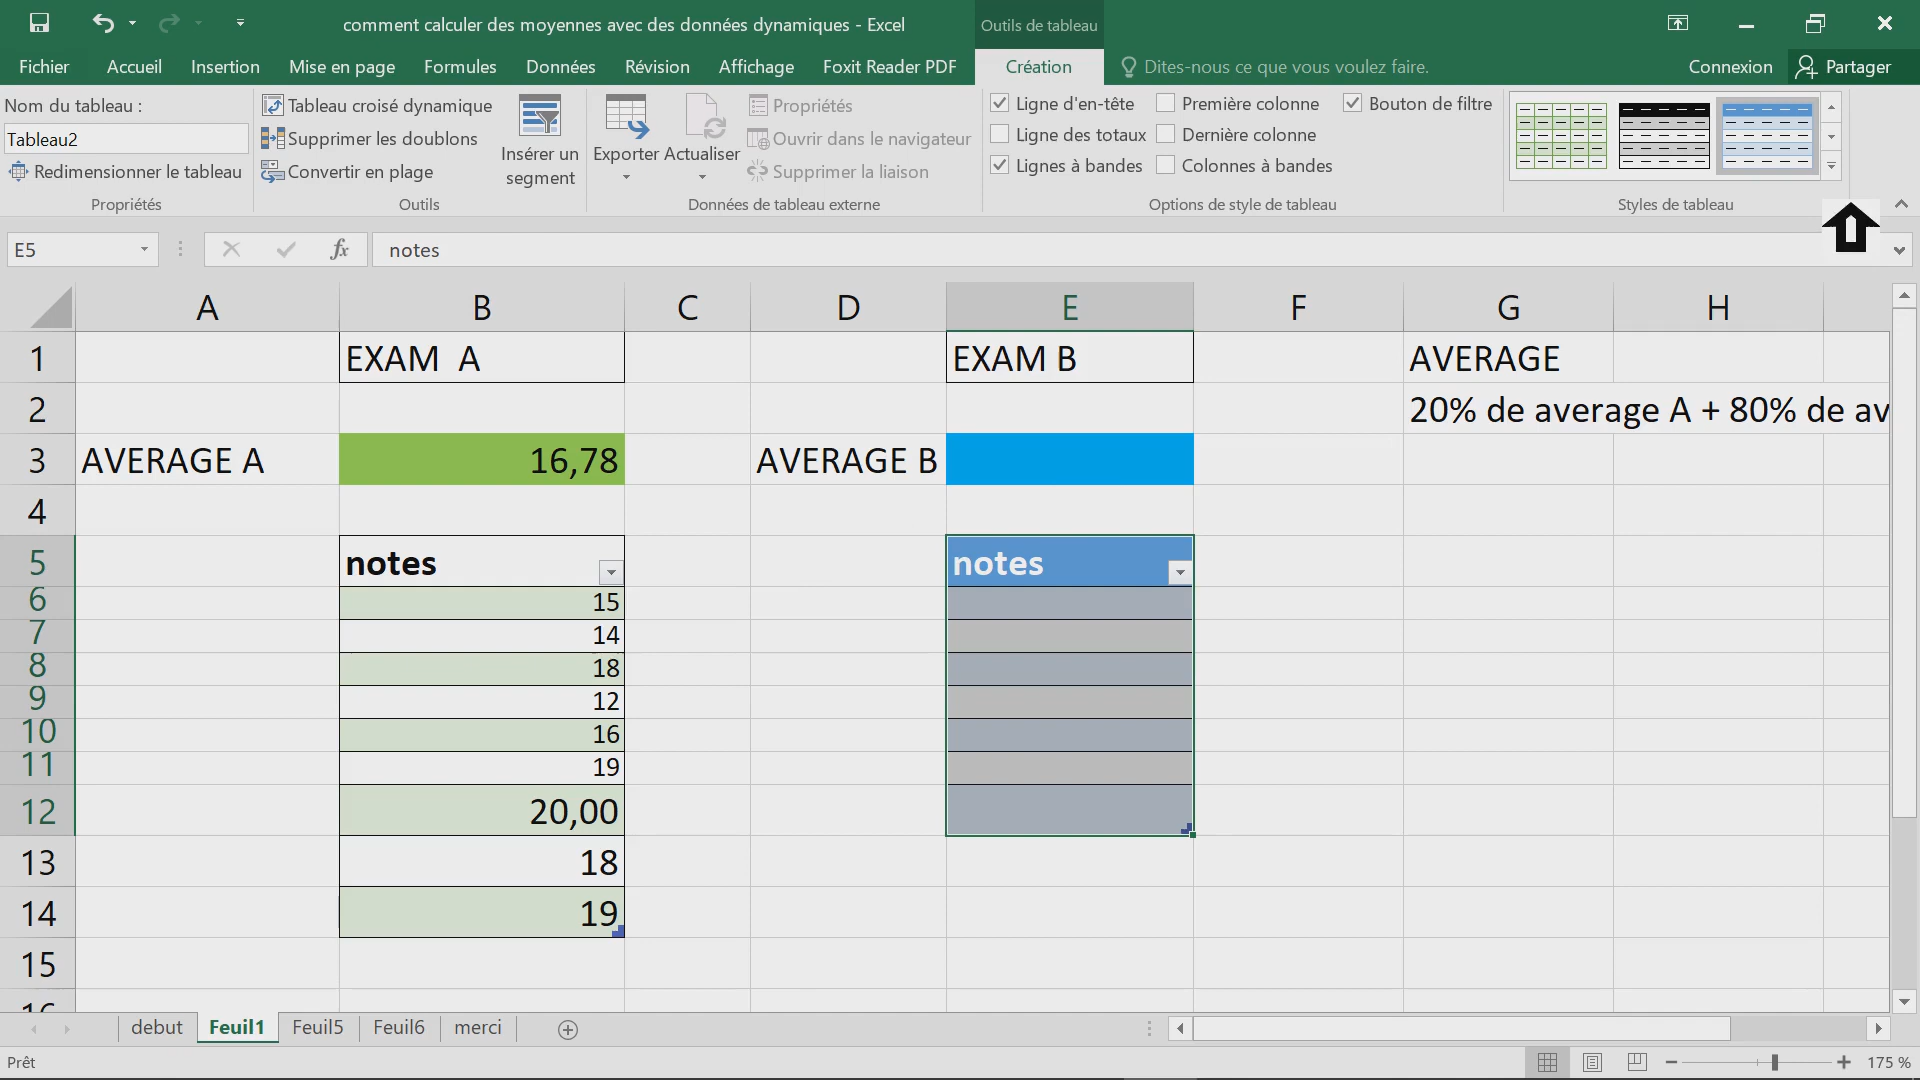 comment calculer des moyennes avec des données dynamiques - Excel
Outils de tableau
Fichier Accueil Insertion Mise en page Formules Données Révision Affichage Foxit Reader PDF Création Dites-nous ce que vous voulez faire. Connexion Partager
Nom du tableau :
Tableau2
Redimensionner le tableau
Propriétés
Tableau croisé dynamique
Supprimer les doublons
Convertir en plage
Insérer un
segment
Outils
Exporter
Actualiser
Propriétés
Ouvrir dans le navigateur
Supprimer la liaison
Données de tableau externe
Ligne d'en-tête Première colonne Bouton de filtre
Ligne des totaux Dernière colonne
Lignes à bandes Colonnes à bandes
Options de style de tableau
Styles de tableau
E5 fx notes
A B C D E F G H
1 EXAM A EXAM B AVERAGE
2 20% de average A + 80% de av
3 AVERAGE A 16,78 AVERAGE B
4
5 notes notes
6 15
7 14
8 18
9 12
10 16
11 19
12 20,00
13 18
14 19
15
16
debut Feuil1 Feuil5 Feuil6 merci
Prêt 175 %